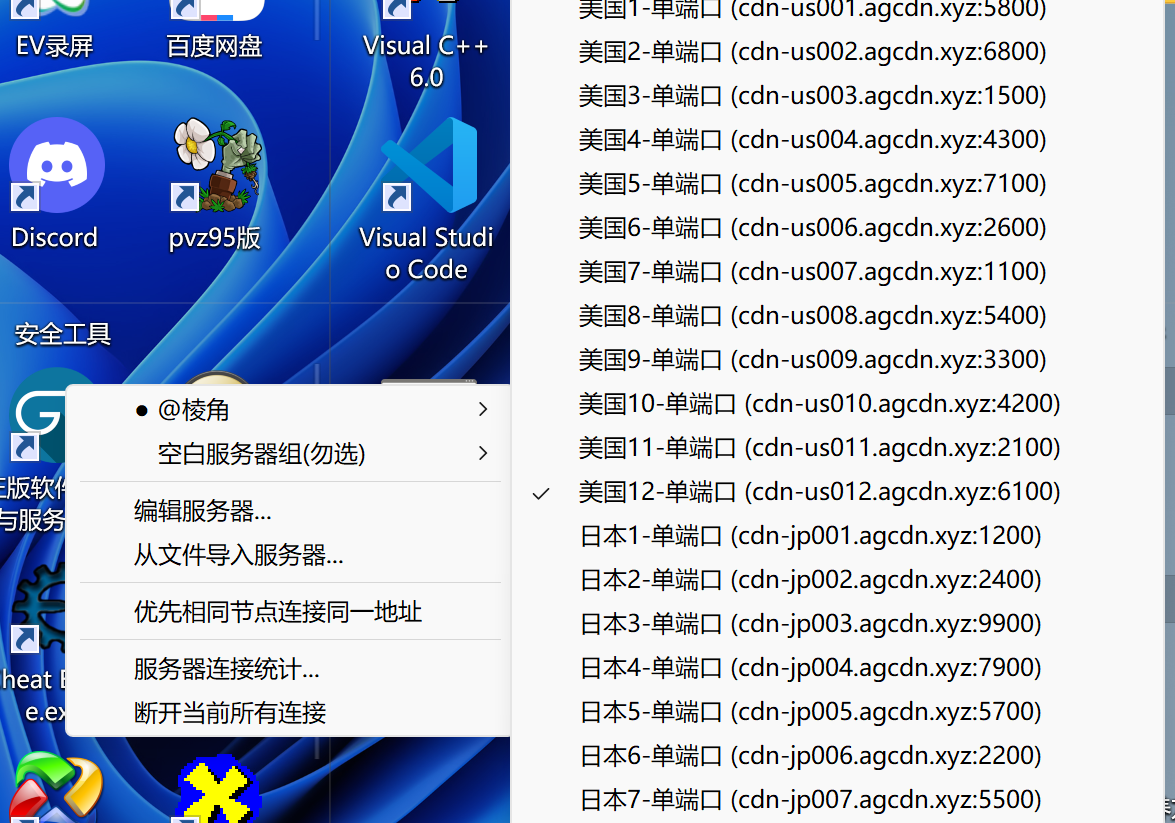 EV录屏
百度网盘
Visual C++
6.0
Discord
pvz95版
Visual Studi
o Code
安全工具
版软件
与服务
heat E
e.ex
@棱角
空白服务器组(勿选)
编辑服务器...
从文件导入服务器...
优先相同节点连接同一地址
服务器连接统计...
断开当前所有连接
美国1-单端口 (cdn-us001.agcdn.xyz:5800)
美国2-单端口 (cdn-us002.agcdn.xyz:6800)
美国3-单端口 (cdn-us003.agcdn.xyz:1500)
美国4-单端口 (cdn-us004.agcdn.xyz:4300)
美国5-单端口 (cdn-us005.agcdn.xyz:7100)
美国6-单端口 (cdn-us006.agcdn.xyz:2600)
美国7-单端口 (cdn-us007.agcdn.xyz:1100)
美国8-单端口 (cdn-us008.agcdn.xyz:5400)
美国9-单端口 (cdn-us009.agcdn.xyz:3300)
美国10-单端口 (cdn-us010.agcdn.xyz:4200)
美国11-单端口 (cdn-us011.agcdn.xyz:2100)
美国12-单端口 (cdn-us012.agcdn.xyz:6100)
日本1-单端口 (cdn-jp001.agcdn.xyz:1200)
日本2-单端口 (cdn-jp002.agcdn.xyz:2400)
日本3-单端口 (cdn-jp003.agcdn.xyz:9900)
日本4-单端口 (cdn-jp004.agcdn.xyz:7900)
日本5-单端口 (cdn-jp005.agcdn.xyz:5700)
日本6-单端口 (cdn-jp006.agcdn.xyz:2200)
日本7-单端口 (cdn-jp007.agcdn.xyz:5500)